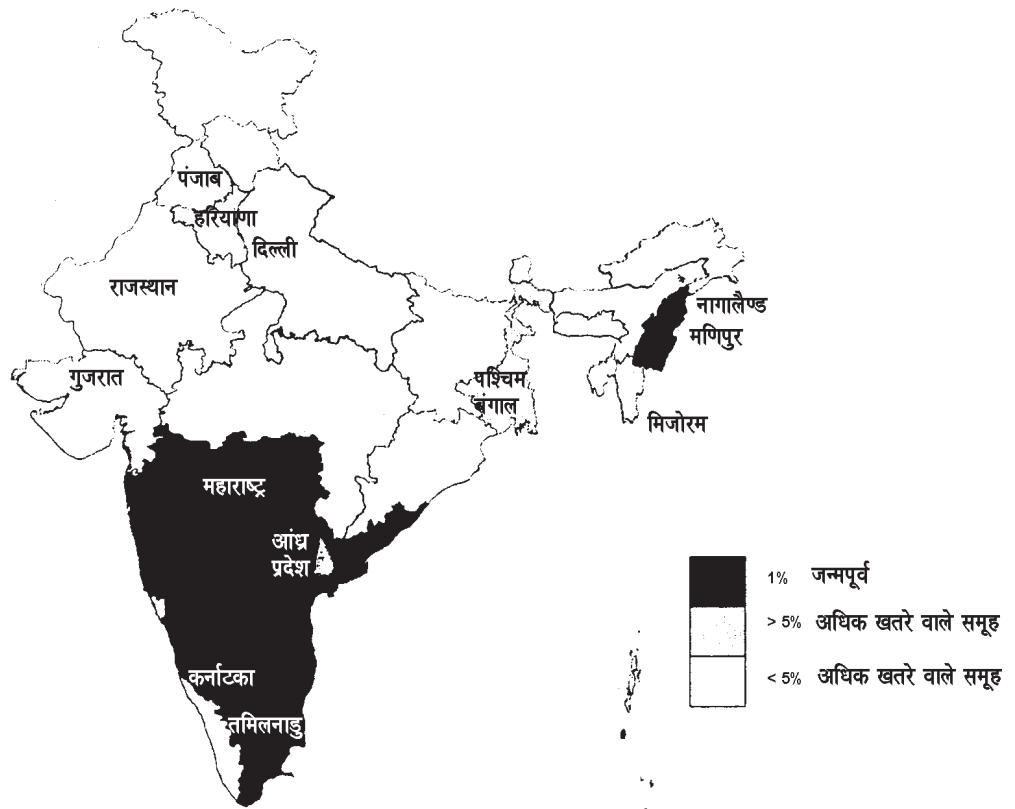 पंजाब
हरियाणा
दिल्ली
राजस्थान
नागालैण्ड
मणिपुर
गुजरात
पश्चिम
बंगाल
मिजोरम
महाराष्ट्र
आंध्र
प्रदेश
1% जन्मपूर्व
> 5% अधिक खतरे वाले समूह
< 5% अधिक खतरे वाले समूह
कर्नाटका
तमिलनाडु